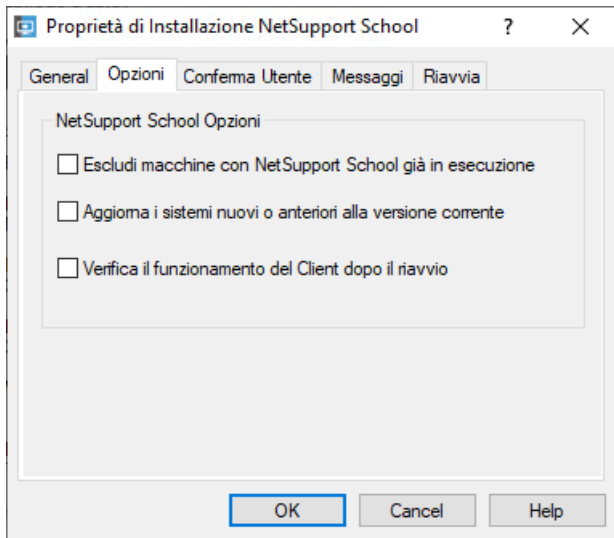 Proprietà di Installazione NetSupport School ?
General Opzioni Conferma Utente Messaggi Riavvia
NetSupport School Opzioni
Escludi macchine con NetSupport School già in esecuzione
Aggiorna i sistemi nuovi o anteriori alla versione corrente
Verifica il funzionamento del Client dopo il riavvio
OK Cancel Help